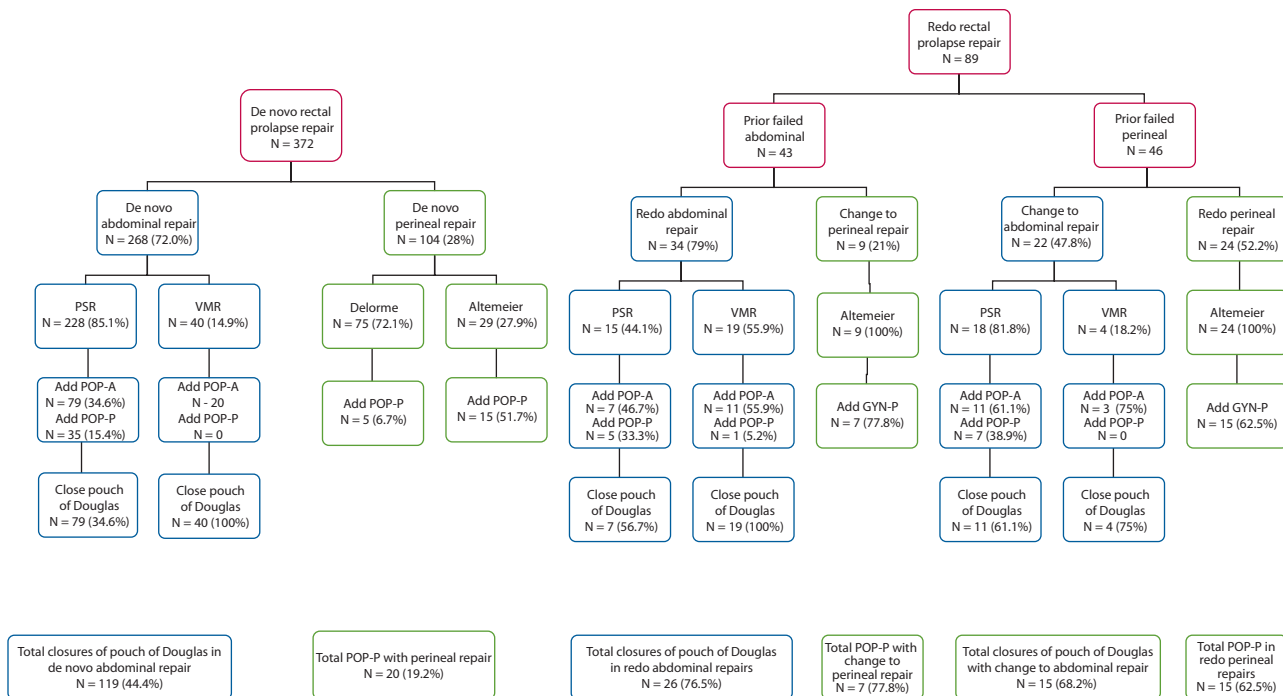 Redo rectal
prolapse repair
N = 89
De novo rectal
prolapse repair
N = 372
Prior failed
abdominal
N = 43
Prior failed
perineal
N = 46
De novo
abdominal repair
N = 268 (72.0%)
De novo
perineal repair
N = 104 (28%)
Redo abdominal
repair
N = 34 (79%)
Change to
perineal repair
N = 9 (21%)
Change to
abdominal repair
N = 22 (47.8%)
Redo perineal
repair
N = 24 (52.2%)
PSR
N = 228 (85.1%)
VMR
N = 40 (14.9%)
Delorme
N = 75 (72.1%)
Altemeier
N = 29 (27.9%)
PSR
N = 15 (44.1%)
VMR
N = 19 (55.9%)
Altemeier
N = 9 (100%)
PSR
N = 18 (81.8%)
VMR
N = 4 (18.2%)
Altemeier
N = 24 (100%)
Add POP-A
N = 79 (34.6%)
Add POP-P
N = 35 (15.4%)
Add POP-A
N - 20
Add POP-P
N = 0
Add POP-P
N = 5 (6.7%)
Add POP-P
N = 15 (51.7%)
Add POP-A
N = 7 (46.7%)
Add POP-P
N = 5 (33.3%)
Add POP-A
N = 11 (55.9%)
Add POP-P
N = 1 (5.2%)
Add GYN-P
N = 7 (77.8%)
Add POP-A
N = 11 (61.1%)
Add POP-P
N = 7 (38.9%)
Add POP-A
N = 3 (75%)
Add POP-P
N = 0
Add GYN-P
N = 15 (62.5%)
Close pouch
of Douglas
N = 79 (34.6%)
Close pouch
of Douglas
N = 40 (100%)
Close pouch
of Douglas
N = 7 (56.7%)
Close pouch
of Douglas
N = 19 (100%)
Close pouch
of Douglas
N = 11 (61.1%)
Close pouch
of Douglas
N = 4 (75%)
Total closures of pouch of Douglas in
de novo abdominal repair
N = 119 (44.4%)
Total POP-P with perineal repair
N = 20 (19.2%)
Total closures of pouch of Douglas
in redo abdominal repairs
N = 26 (76.5%)
Total POP-P with
change to
perineal repair
N = 7 (77.8%)
Total closures of pouch of Douglas
with change to abdominal repair
N = 15 (68.2%)
Total POP-P in
redo perineal
repairs
N = 15 (62.5%)